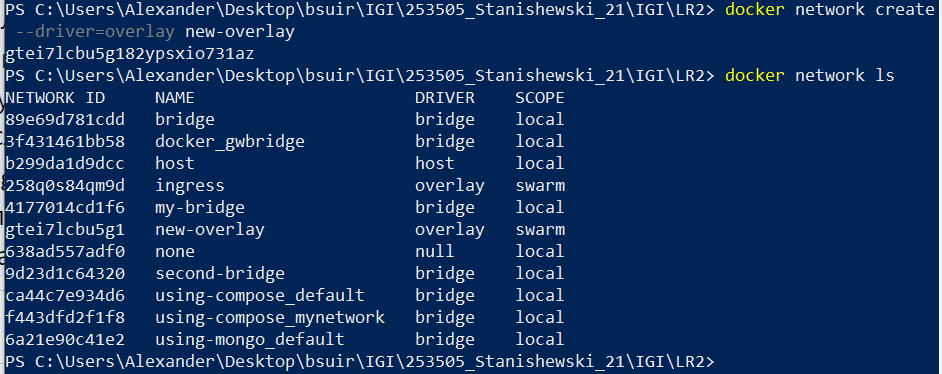 PS C:\Users\Alexander\Desktop\bsuir\IGI\253505_Stanishewski_21\IGI\LR2> docker network create
--driver=overlay new-overlay
gtei7lcbu5g182ypsxio731az
PS C:\Users\Alexander\Desktop\bsuir\IGI\253505_Stanishewski_21\IGI\LR2> docker network ls
NETWORK ID     NAME                      DRIVER    SCOPE
89e69d781cdd   bridge                    bridge    local
3f431461bb58   docker_gwbridge           bridge    local
b299da1d9dcc   host                      host      local
258q0s84qm9d   ingress                   overlay   swarm
4177014cd1f6   my-bridge                 bridge    local
gtei7lcbu5g1   new-overlay               overlay   swarm
638ad557adf0   none                      null      local
9d23d1c64320   second-bridge             bridge    local
ca44c7e934d6   using-compose_default     bridge    local
f443dfd2f1f8   using-compose_mynetwork   bridge    local
6a21e90c41e2   using-mongo_default       bridge    local
PS C:\Users\Alexander\Desktop\bsuir\IGI\253505_Stanishewski_21\IGI\LR2>